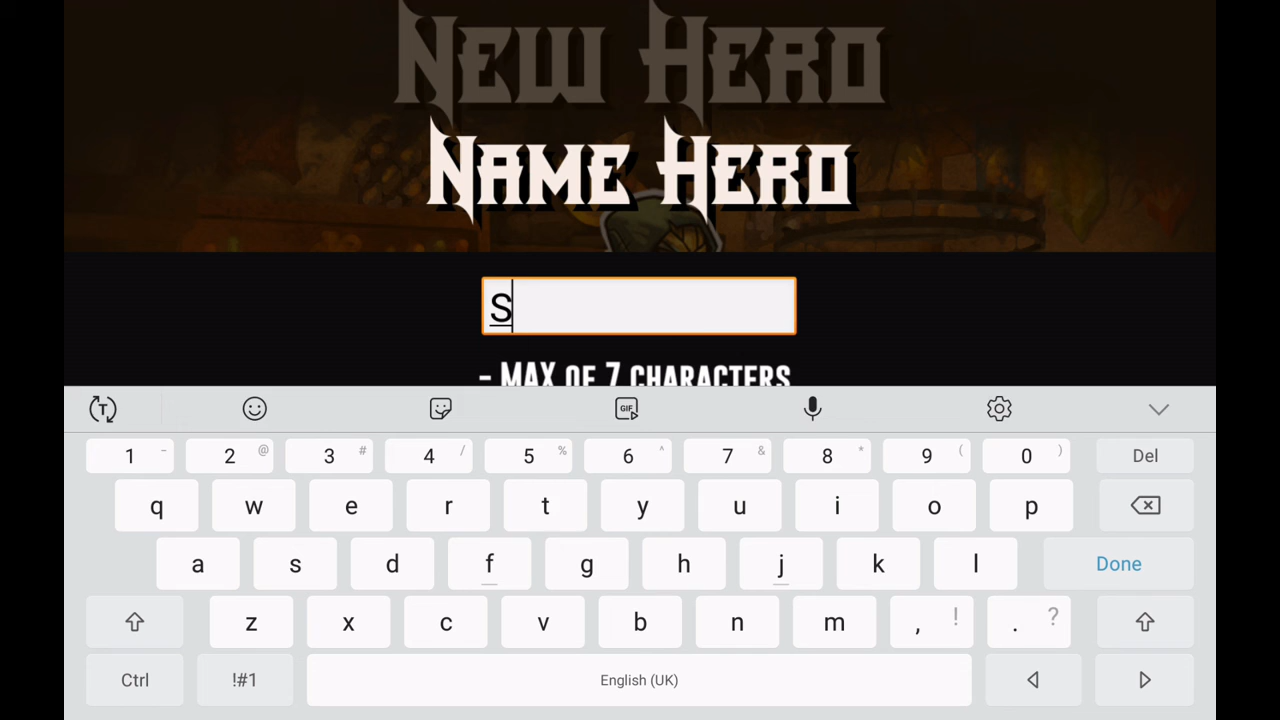 New Hero
Name Hero
S
- MAX OF 7 CHARACTERS
T GIF
1 - 2 @ 3 # 4 / 5 % 6 ^ 7 & 8 * 9 ( 0 ) Del
q w e r t y u i o p
a s d f g h j k l Done
z x c v b n m , ! . ?
Ctrl !#1 English (UK)